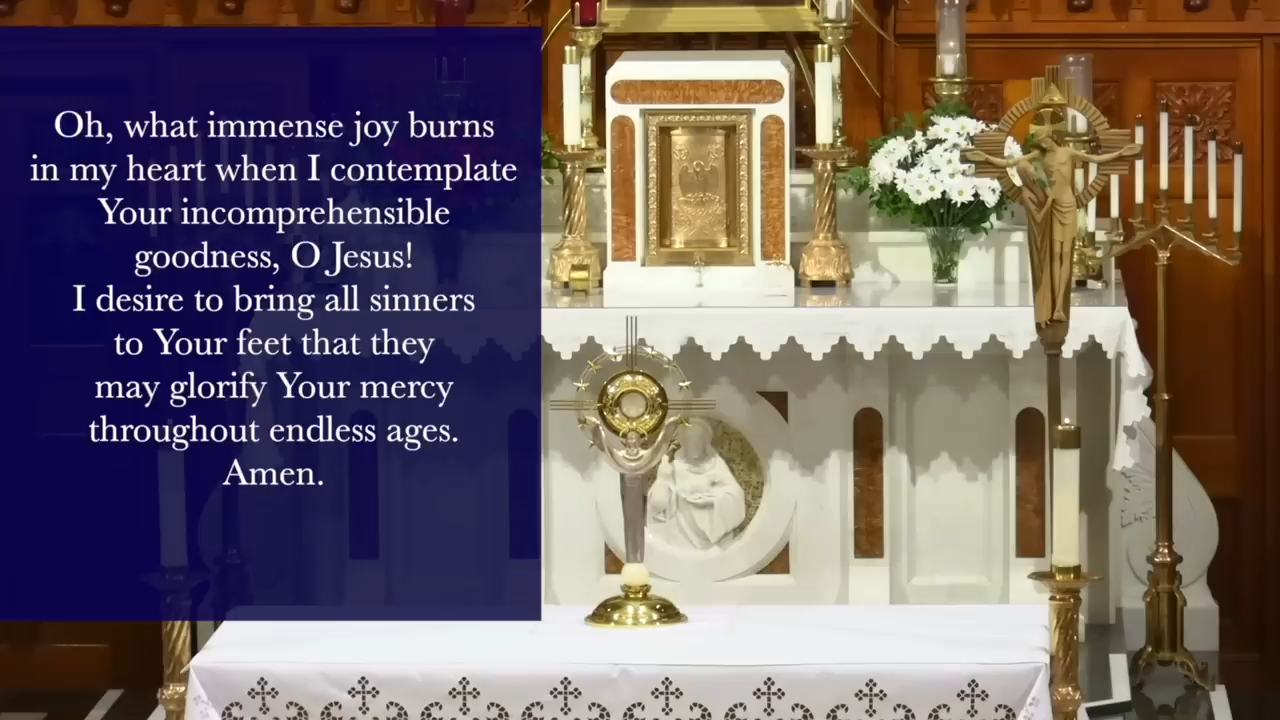 Oh, what immense joy burns
in my heart when I contemplate
Your incomprehensible
goodness, O Jesus!
I desire to bring all sinners
to Your feet that they
may glorify Your mercy
throughout endless ages.
Amen.